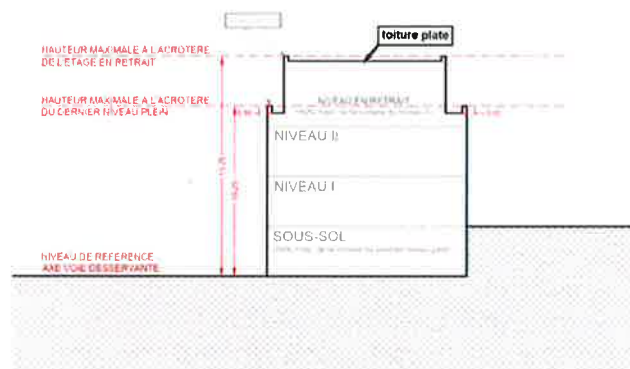 toiture plate
HAUTEUR MAXIMALE A L'ACROTERE
DE L'ETAGE EN RETRAIT
HAUTEUR MAXIMALE A L'ACROTERE
DU DERNIER NIVEAU PLEIN
NIVEAU EN RETRAIT
NIVEAU II
NIVEAU I
SOUS-SOL
NIVEAU DE REFERENCE
AXE VOIE DESSERVANTE